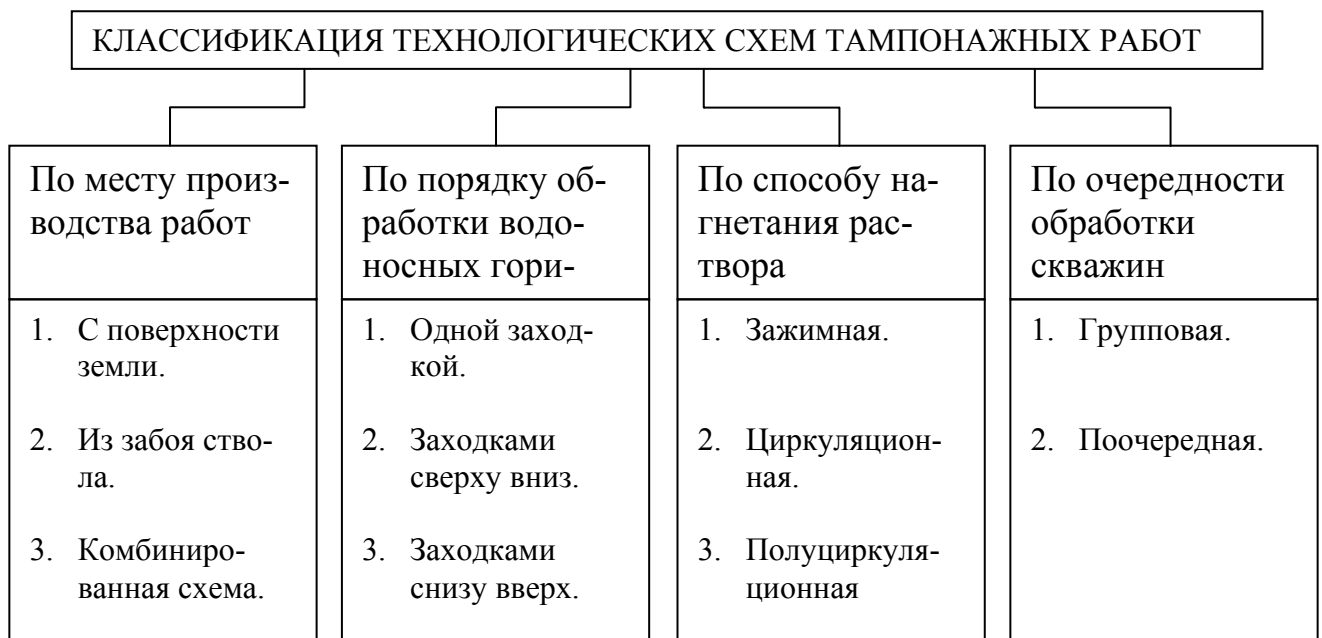 КЛАССИФИКАЦИЯ ТЕХНОЛОГИЧЕСКИХ СХЕМ ТАМПОНАЖНЫХ РАБОТ
По месту произ-
водства работ
По порядку об-
работки водо-
носных гори-
По способу на-
гнетания рас-
твора
По очередности
обработки
скважин
1. С поверхности
земли.
2. Из забоя ство-
ла.
3. Комбиниро-
ванная схема.
1. Одной заход-
кой.
2. Заходками
сверху вниз.
3. Заходками
снизу вверх.
1. Зажимная.
2. Циркуляцион-
ная.
3. Полуциркуля-
ционная
1. Групповая.
2. Поочередная.